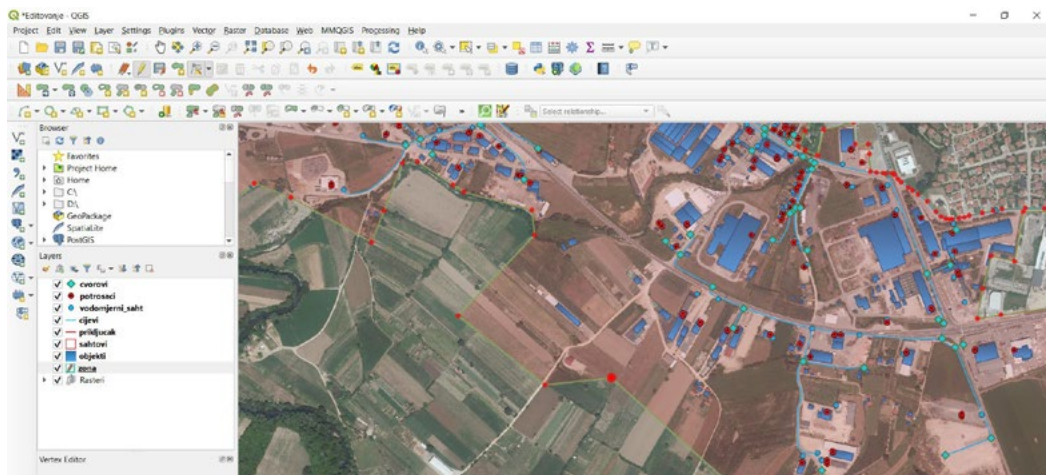 *Editovanje - QGIS
Project Edit View Layer Settings Plugins Vector Raster Database Web MMQGIS Processing Help
Select relationship...
Browser
Favorites
Project Home
Home
C:\
D:\
GeoPackage
SpatiaLite
PostGIS
Layers
cvorovi
potrosaci
vodomjerni_saht
cijevi
prikljucak
sahtovi
objekti
zona
Rasteri
Vertex Editor